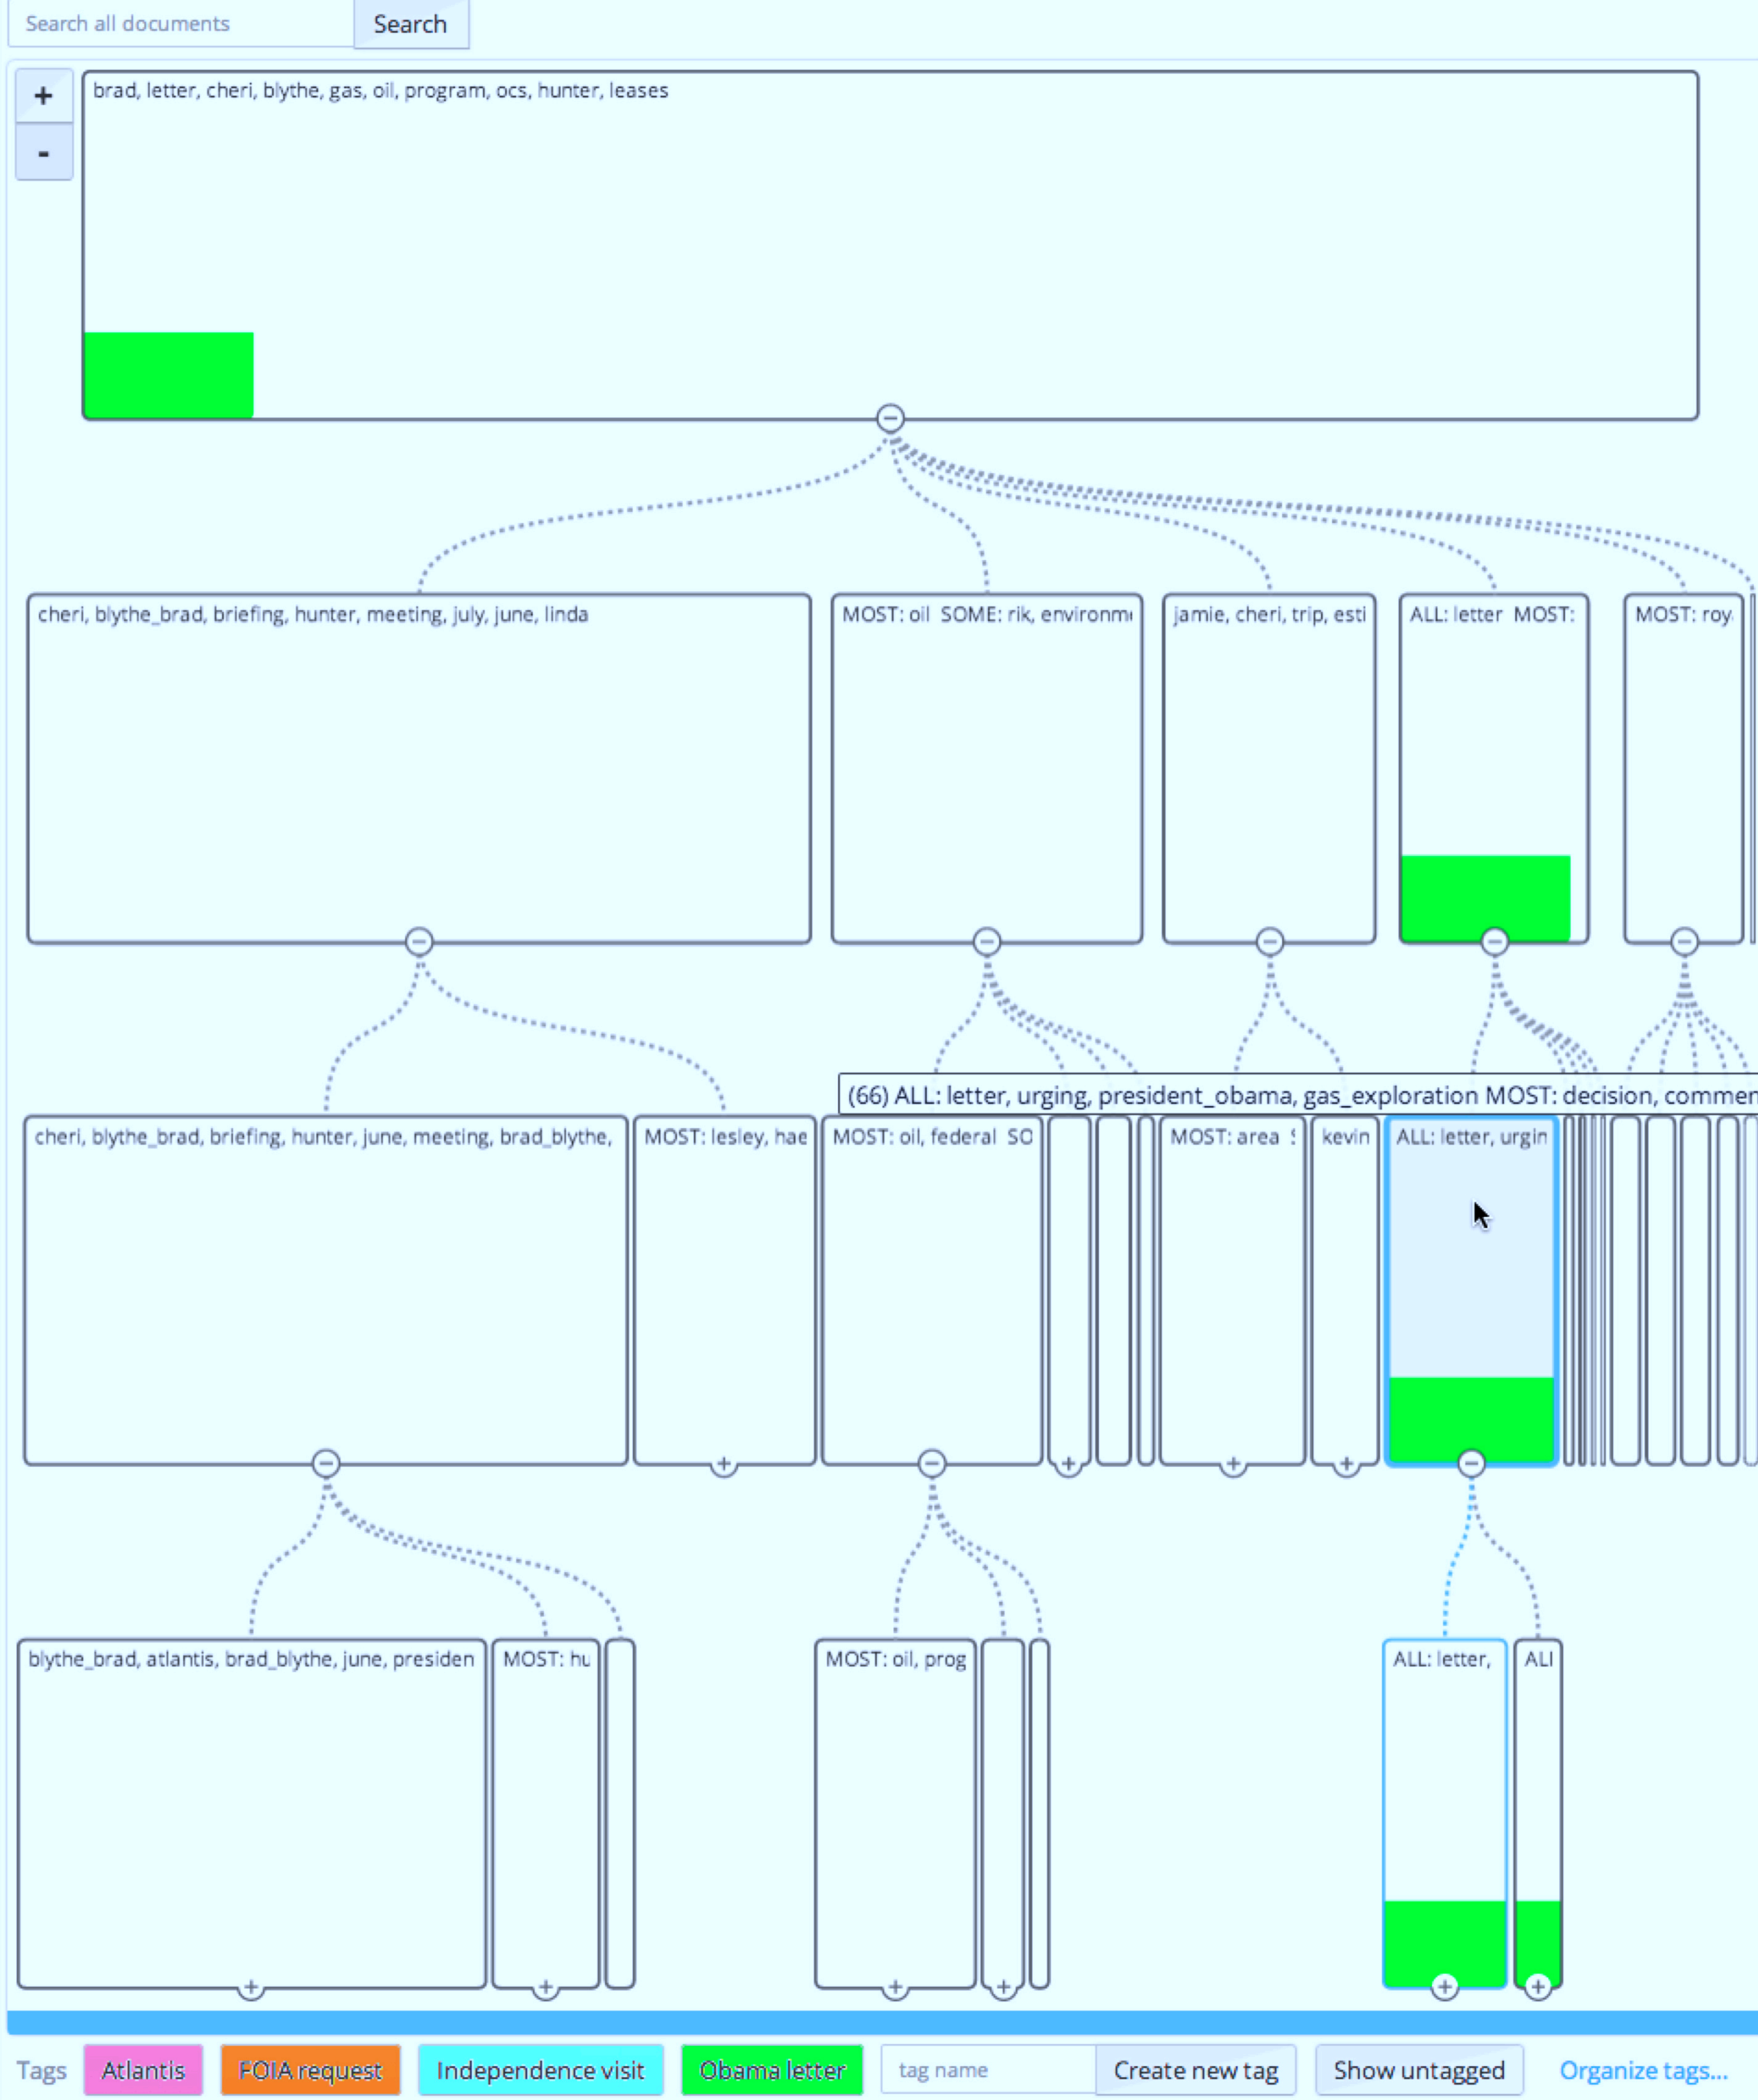 Search all documents Search
+
-
brad, letter, cheri, blythe, gas, oil, program, ocs, hunter, leases
cheri, blythe_brad, briefing, hunter, meeting, july, june, linda
MOST: oil SOME: rik, environm
jamie, cheri, trip, esti
ALL: letter MOST:
MOST: roy
(66) ALL: letter, urging, president_obama, gas_exploration MOST: decision, commen
cheri, blythe_brad, briefing, hunter, june, meeting, brad_blythe,
MOST: lesley, hae
MOST: oil, federal SO
MOST: area
kevin
ALL: letter, urgin
blythe_brad, atlantis, brad_blythe, june, presiden
MOST: hu
MOST: oil, prog
ALL: letter,
ALI
Tags Atlantis FOIA request Independence visit Obama letter tag name Create new tag Show untagged Organize tags...